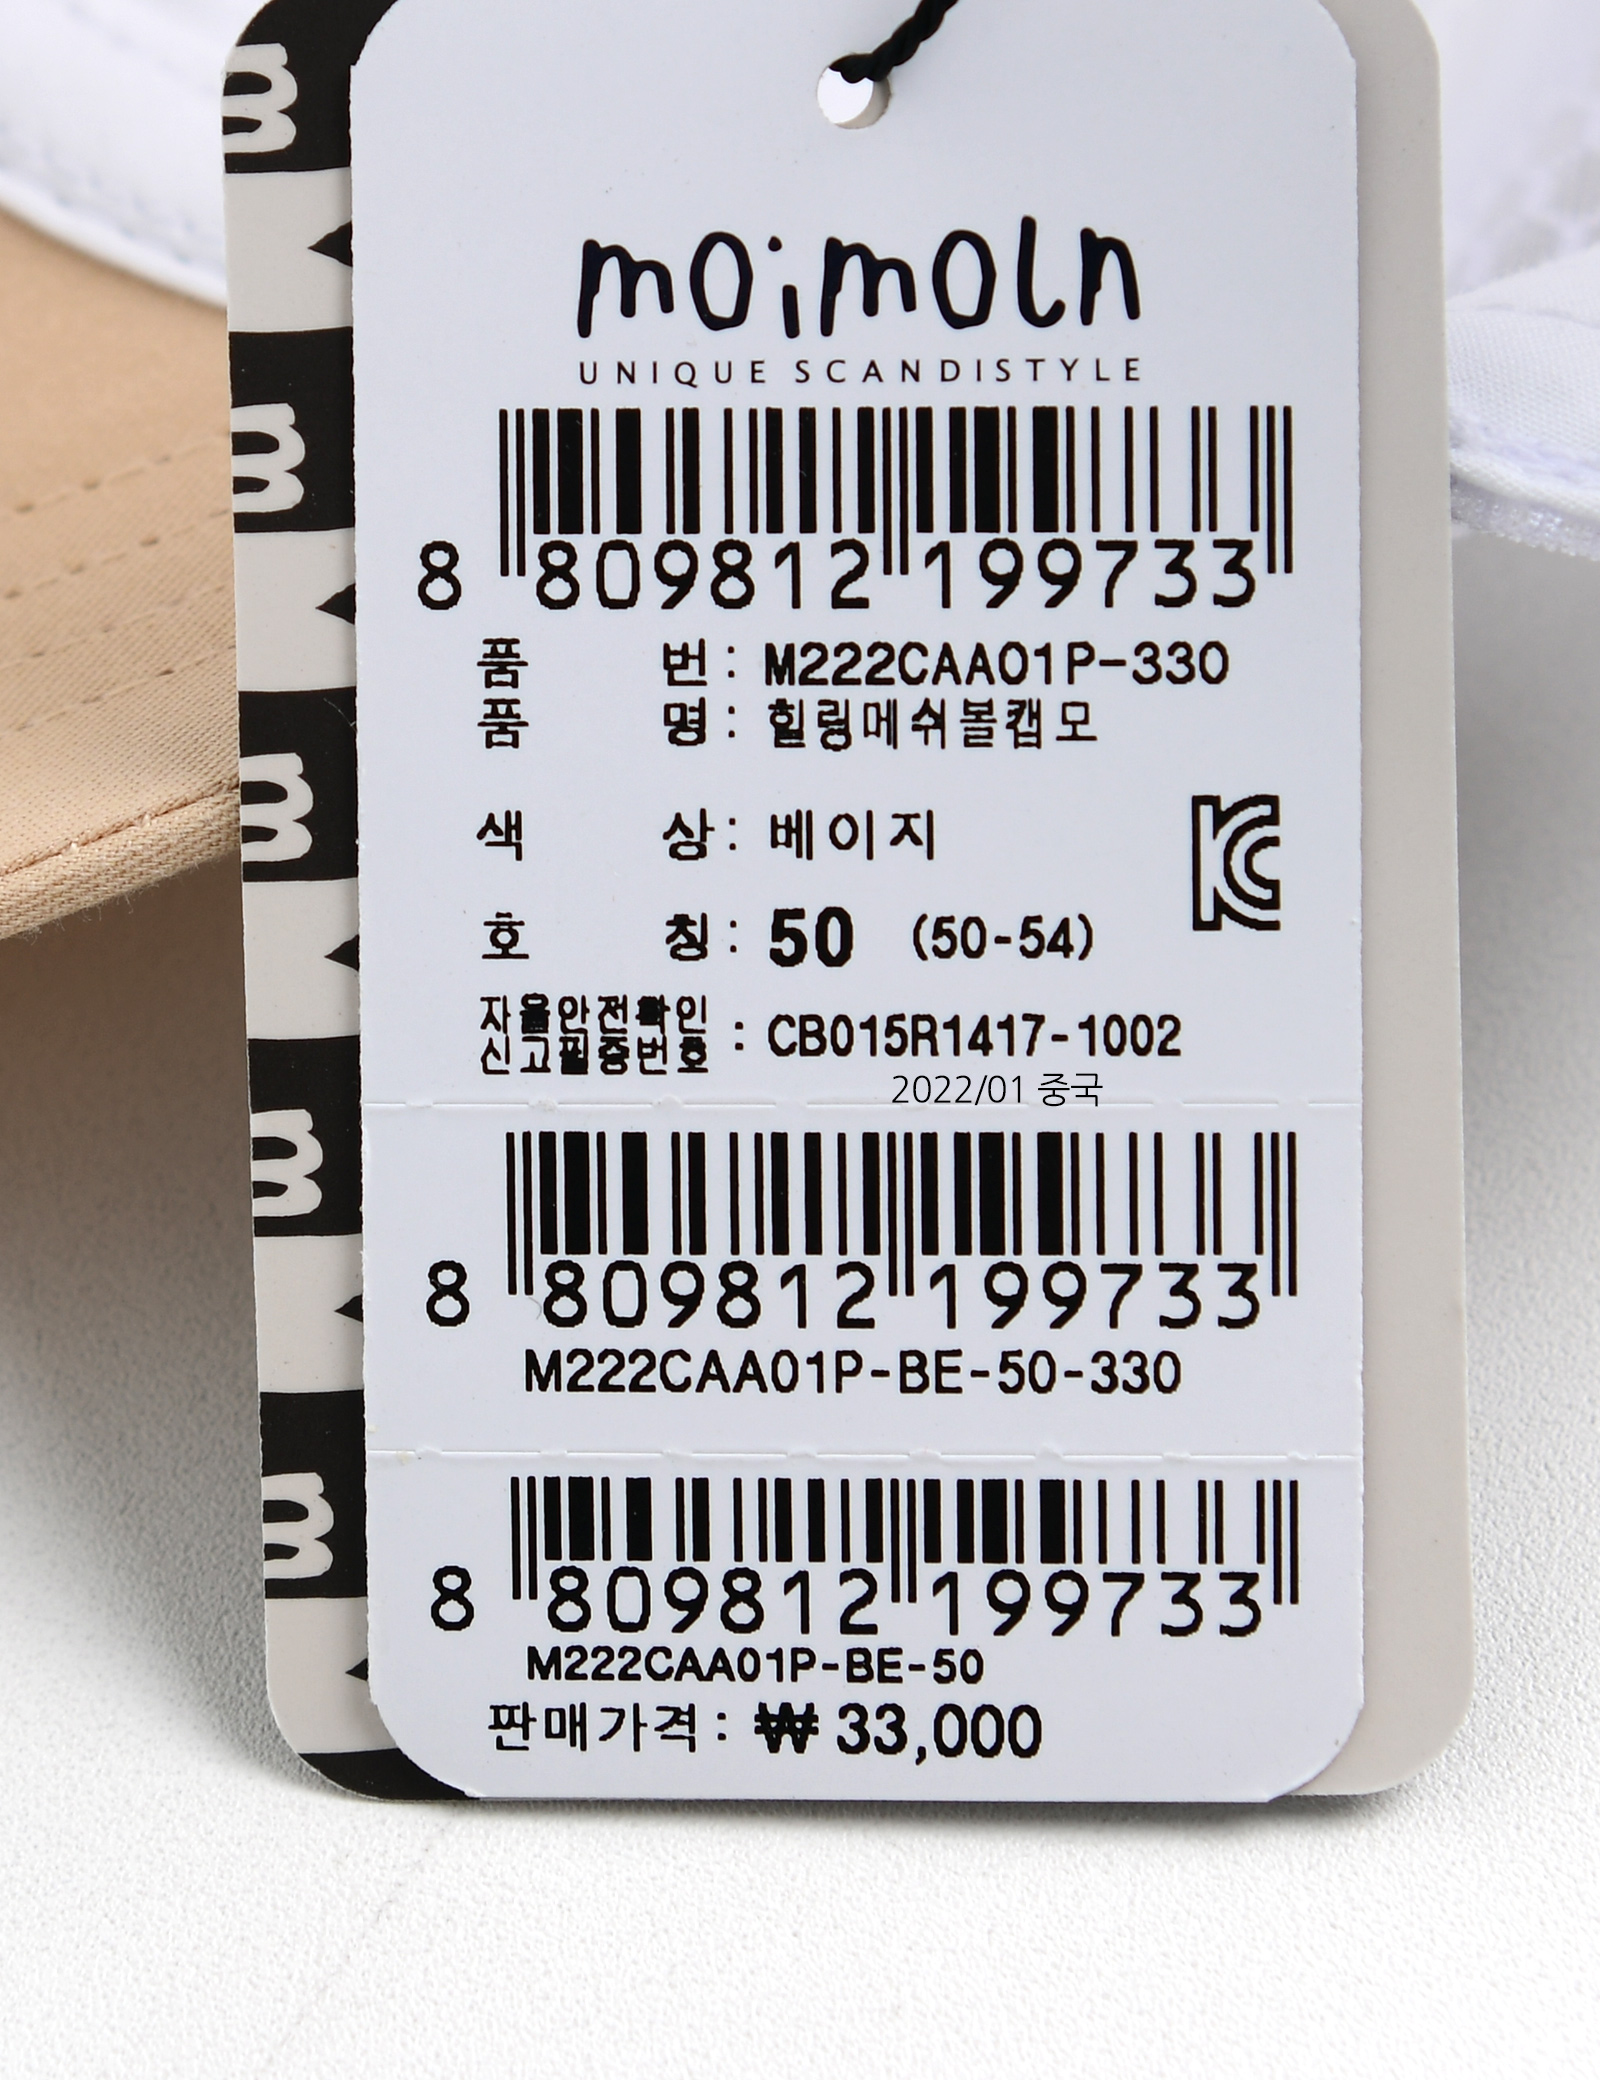 moimoln
UNIQUE SCANDISTYLE
8 809812 199733
품 번 : M222CAA01P-330
품 명 : 힐링메쉬볼캡모
색 상 : 베이지
호 칭 : 50 (50-54)
자율안전확인
신고필증번호 : CB015R1417-1002
2022/01 중국
8 809812 199733
M222CAA01P-BE-50-330
8 809812 199733
M222CAA01P-BE-50
판매가격 : ₩ 33,000